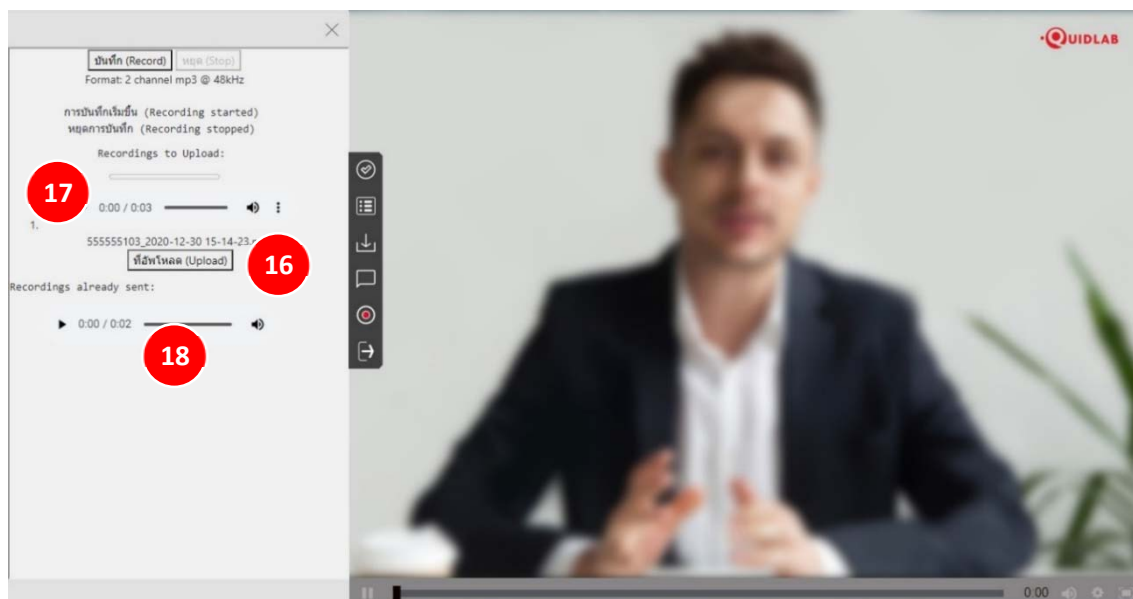 QUIDLAB
บันทึก (Record) หยุด (Stop)
Format: 2 channel mp3 @ 48kHz
การบันทึกเริ่มขึ้น (Recording started)
หยุดการบันทึก (Recording stopped)
Recordings to Upload:
17
0:00 / 0:03
1.
555555103_2020-12-30 15-14-23
ที่อัพโหลด (Upload)
16
Recordings already sent:
0:00 / 0:02
18
0:00